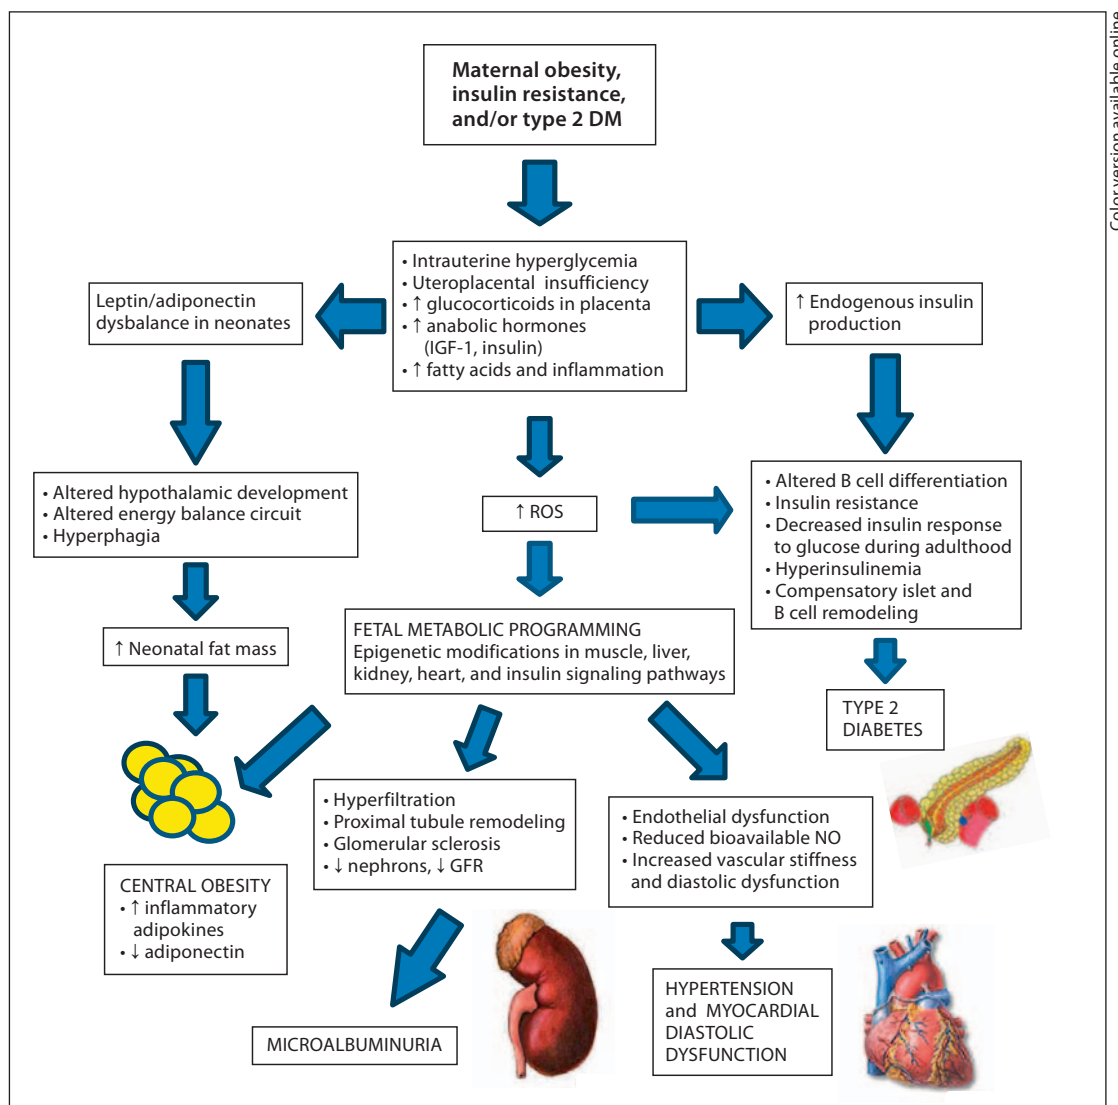 Color version available online
Maternal obesity,
insulin resistance,
and/or type 2 DM
• Intrauterine hyperglycemia
• Uteroplacental insufficiency
• ↑ glucocorticoids in placenta
• ↑ anabolic hormones
(IGF-1, insulin)
• ↑ fatty acids and inflammation
Leptin/adiponectin
dysbalance in neonates
↑ Endogenous insulin
production
• Altered hypothalamic development
• Altered energy balance circuit
• Hyperphagia
↑ ROS
• Altered B cell differentiation
• Insulin resistance
• Decreased insulin response
to glucose during adulthood
• Hyperinsulinemia
• Compensatory islet and
B cell remodeling
↑ Neonatal fat mass
FETAL METABOLIC PROGRAMMING
Epigenetic modifications in muscle, liver,
kidney, heart, and insulin signaling pathways
TYPE 2
DIABETES
• Hyperfiltration
• Proximal tubule remodeling
• Glomerular sclerosis
• ↓ nephrons, ↓ GFR
• Endothelial dysfunction
• Reduced bioavailable NO
• Increased vascular stiffness
and diastolic dysfunction
CENTRAL OBESITY
• ↑ inflammatory
adipokines
• ↓ adiponectin
MICROALBUMINURIA
HYPERTENSION
and MYOCARDIAL
DIASTOLIC
DYSFUNCTION